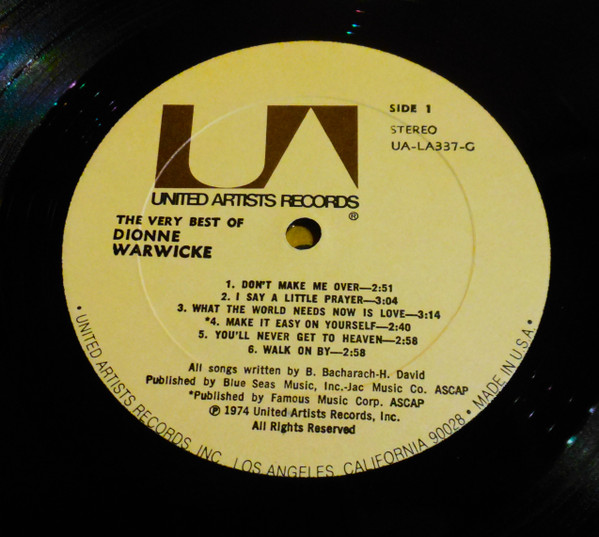 UA
UNITED ARTISTS RECORDS
®
SIDE 1
STEREO
UA-LA337-G
THE VERY BEST OF
DIONNE
WARWICKE
1. DON'T MAKE ME OVER—2:51
2. I SAY A LITTLE PRAYER—3:04
3. WHAT THE WORLD NEEDS NOW IS LOVE—3:14
*4. MAKE IT EASY ON YOURSELF—2:40
5. YOU'LL NEVER GET TO HEAVEN—2:58
6. WALK ON BY—2:58
All songs written by B. Bacharach-H. David
Published by Blue Seas Music, Inc.-Jac Music Co. ASCAP
*Published by Famous Music Corp. ASCAP
℗ 1974 United Artists Records, Inc.
All Rights Reserved
• UNITED ARTISTS RECORDS, INC. LOS ANGELES, CALIFORNIA 90028 • MADE IN U.S.A. •